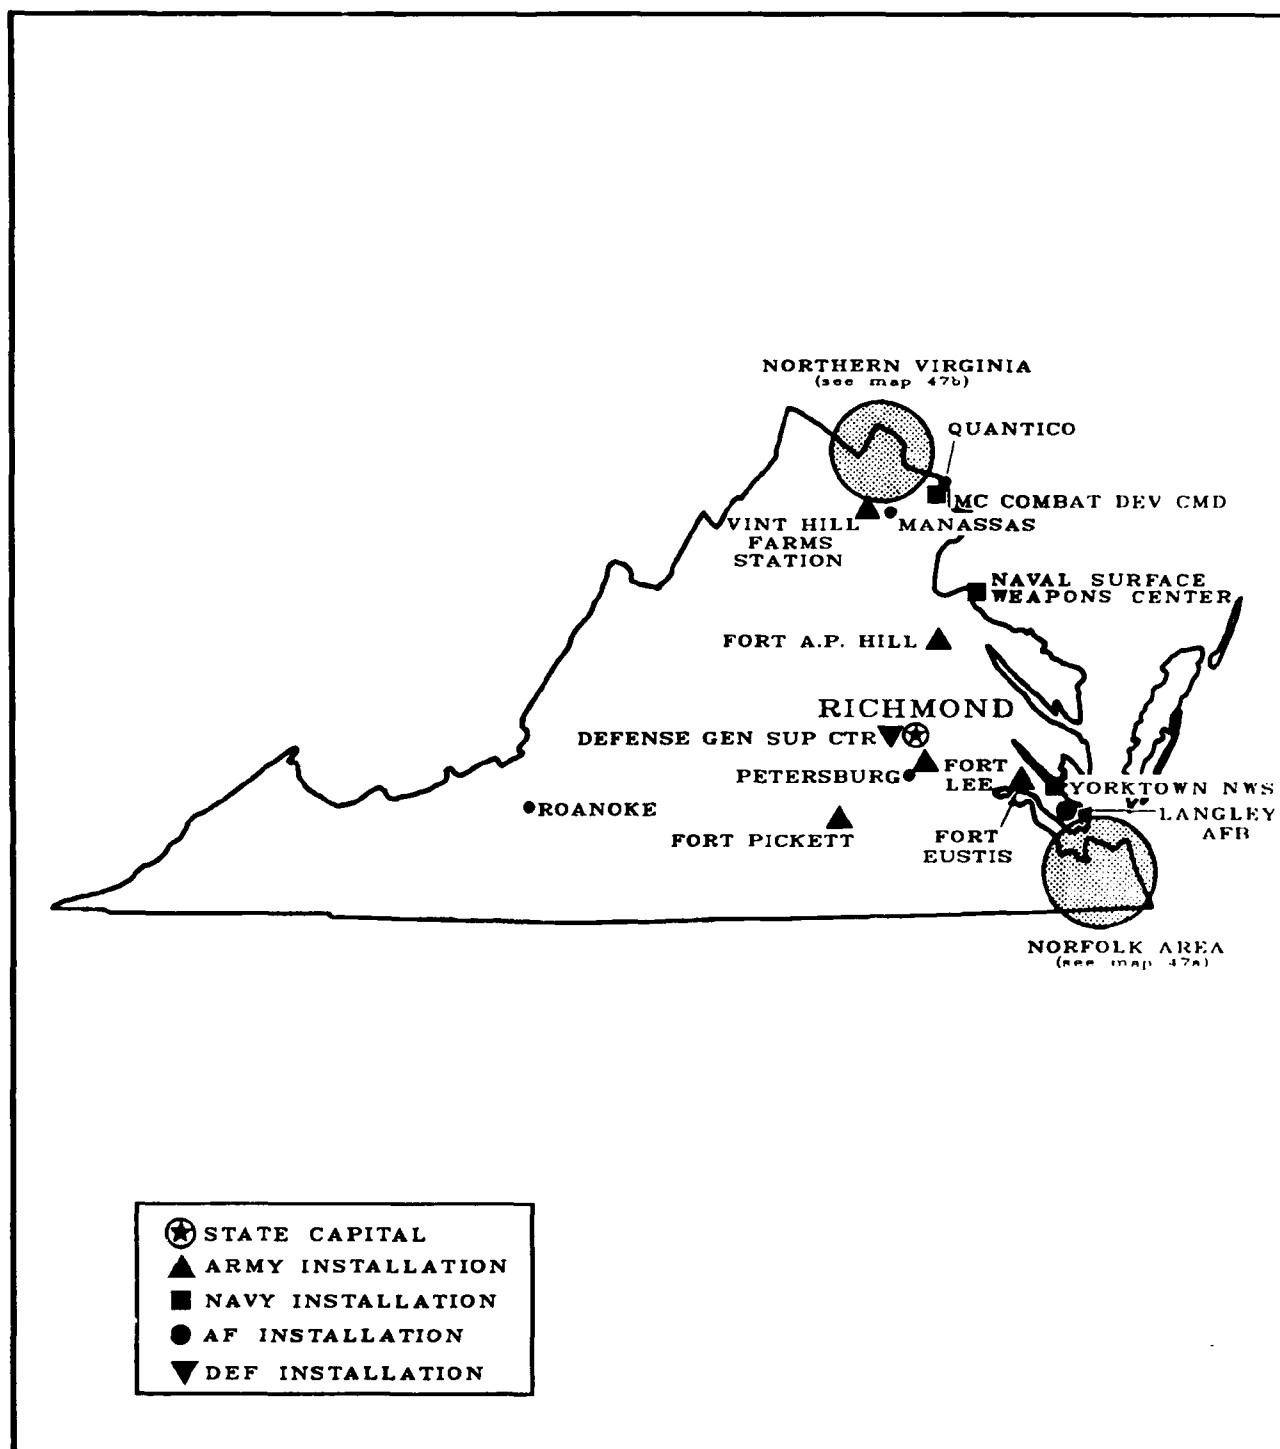 NORTHERN VIRGINIA
(see map 47b)
QUANTICO
MC COMBAT DEV CMD
VINT HILL
FARMS
STATION
MANASSAS
NAVAL SURFACE
WEAPONS CENTER
FORT A.P. HILL
RICHMOND
DEFENSE GEN SUP CTR
PETERSBURG
FORT
LEE
YORKTOWN NWS
ROANOKE
LANGLEY
AFB
FORT PICKETT
FORT
EUSTIS
NORFOLK AREA
(see map 47a)
STATE CAPITAL
ARMY INSTALLATION
NAVY INSTALLATION
AF INSTALLATION
DEF INSTALLATION